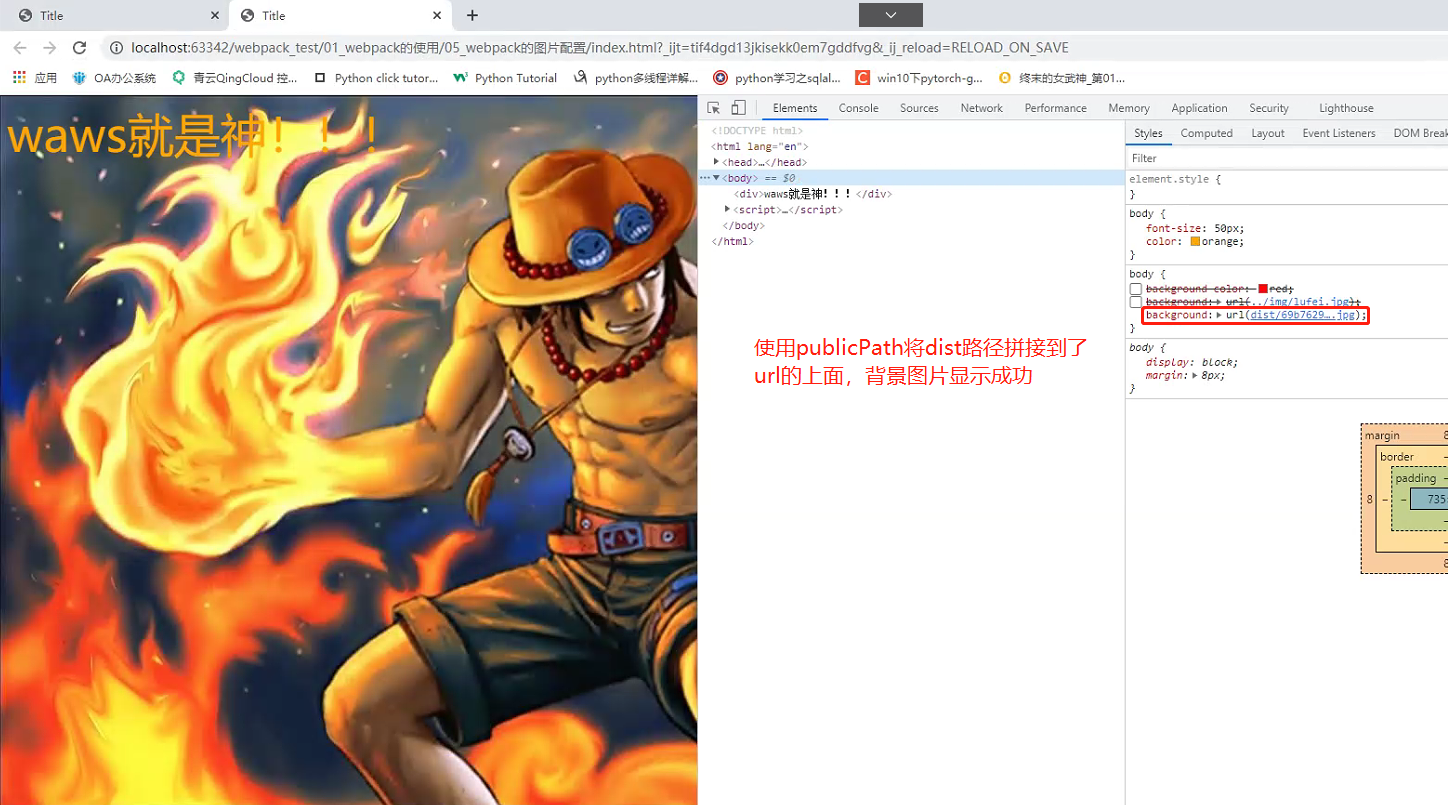 Title
Title
localhost:63342/webpack_test/01_webpack的使用/05_webpack的图片配置/index.html?_ijt=tif4dgd13jkisekk0em7gddfvg&_ij_reload=RELOAD_ON_SAVE
应用 OA办公系统 青云QingCloud 控... Python click tutor... Python Tutorial python多线程详解... python学习之sqlal... win10下pytorch-g... 终末的女武神_第01...
waws就是神！！！
Elements Console Sources Network Performance Memory Application Security Lighthouse
<!DOCTYPE html>
<html lang="en">
<head>…</head>
<body> == $0
<div>waws就是神！！！</div>
<script>…</script>
</body>
</html>
使用publicPath将dist路径拼接到了
url的上面，背景图片显示成功
Styles Computed Layout Event Listeners DOM Break
Filter
element.style {
}
body {
font-size: 50px;
color: orange;
}
body {
background-color: red;
background: url(../img/lufei.jpg);
background: url(dist/69b7629….jpg);
}
body {
display: block;
margin: 8px;
}
margin 8
border –
padding –
8 – – 735
–
8